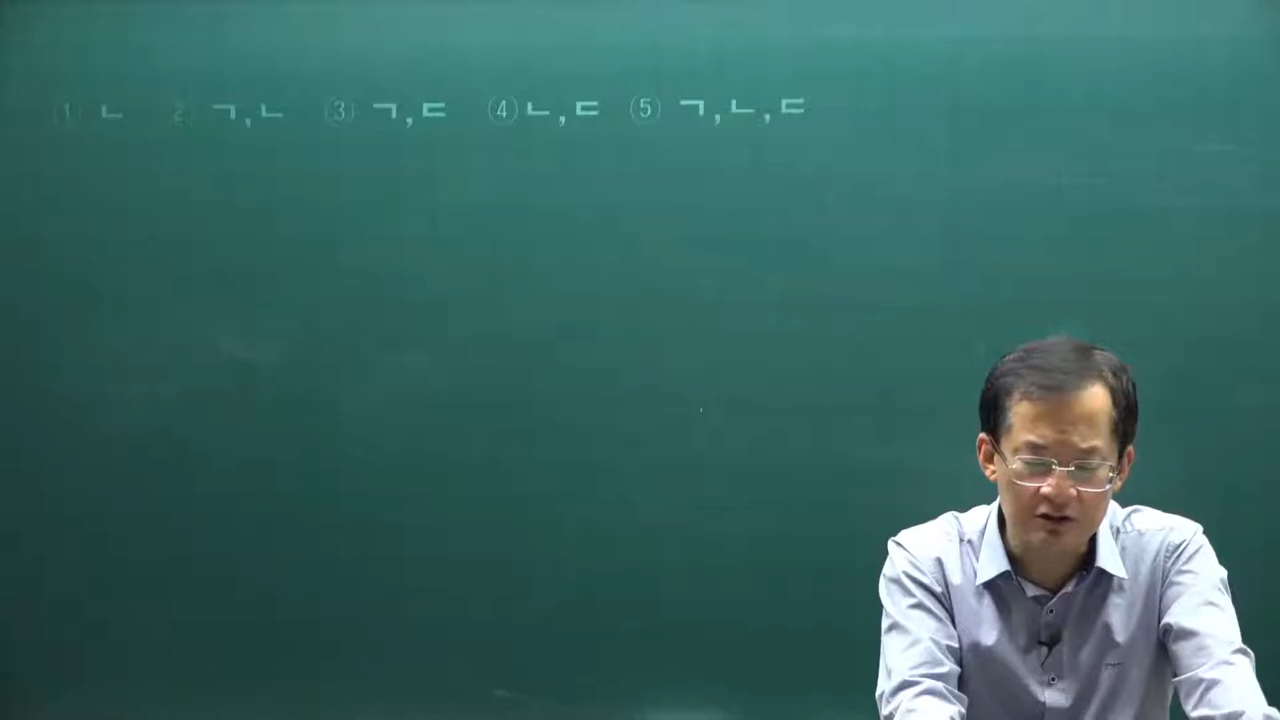 ① ㄴ ② ㄱ,ㄴ ③ ㄱ,ㄷ ④ ㄴ,ㄷ ⑤ ㄱ,ㄴ,ㄷ